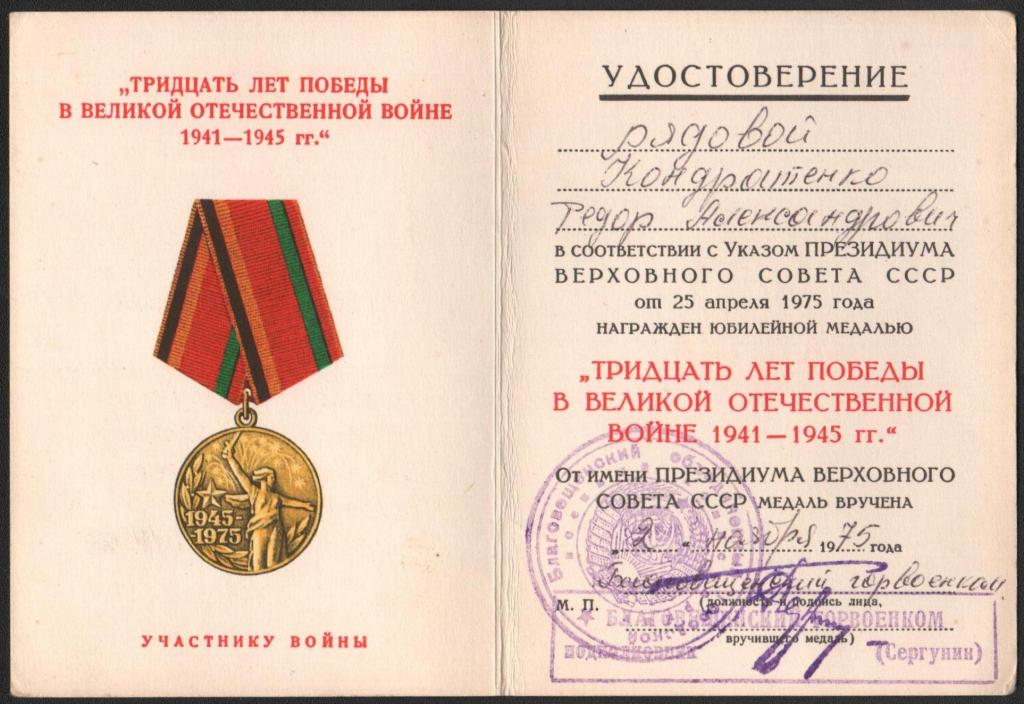 „ТРИДЦАТЬ ЛЕТ ПОБЕДЫ
В ВЕЛИКОЙ ОТЕЧЕСТВЕННОЙ ВОЙНЕ
1941—1945 гг.“
1945-
-1975
УЧАСТНИКУ ВОЙНЫ
УДОСТОВЕРЕНИЕ
рядовой
Кондратенко
Федор Александрович
в соответствии с Указом ПРЕЗИДИУМА
ВЕРХОВНОГО СОВЕТА СССР
от 25 апреля 1975 года
НАГРАЖДЕН ЮБИЛЕЙНОЙ МЕДАЛЬЮ
„ТРИДЦАТЬ ЛЕТ ПОБЕДЫ
В ВЕЛИКОЙ ОТЕЧЕСТВЕННОЙ
ВОЙНЕ 1941—1945 гг.“
От имени ПРЕЗИДИУМА ВЕРХОВНОГО
СОВЕТА СССР МЕДАЛЬ ВРУЧЕНА
„2“ ноября 1975 года
Благовещенский горвоенком
М. П. (должность и подпись лица,
вручившего медаль)
Благовещенский
БЛАГОВЕЩЕНСКИЙ ГОРВОЕНКОМ
подполковник (Сергунин)